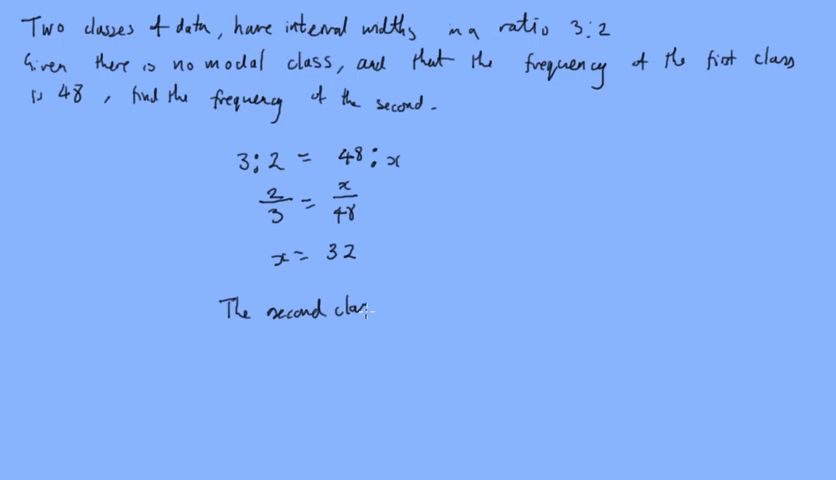 Two classes of data, have interval widths in a ratio 3:2
Given there is no modal class, and that the frequency of the first class
is 48, find the frequency of the second.
3:2 = 48:x
2/3 = x/48
x = 32
The second clas